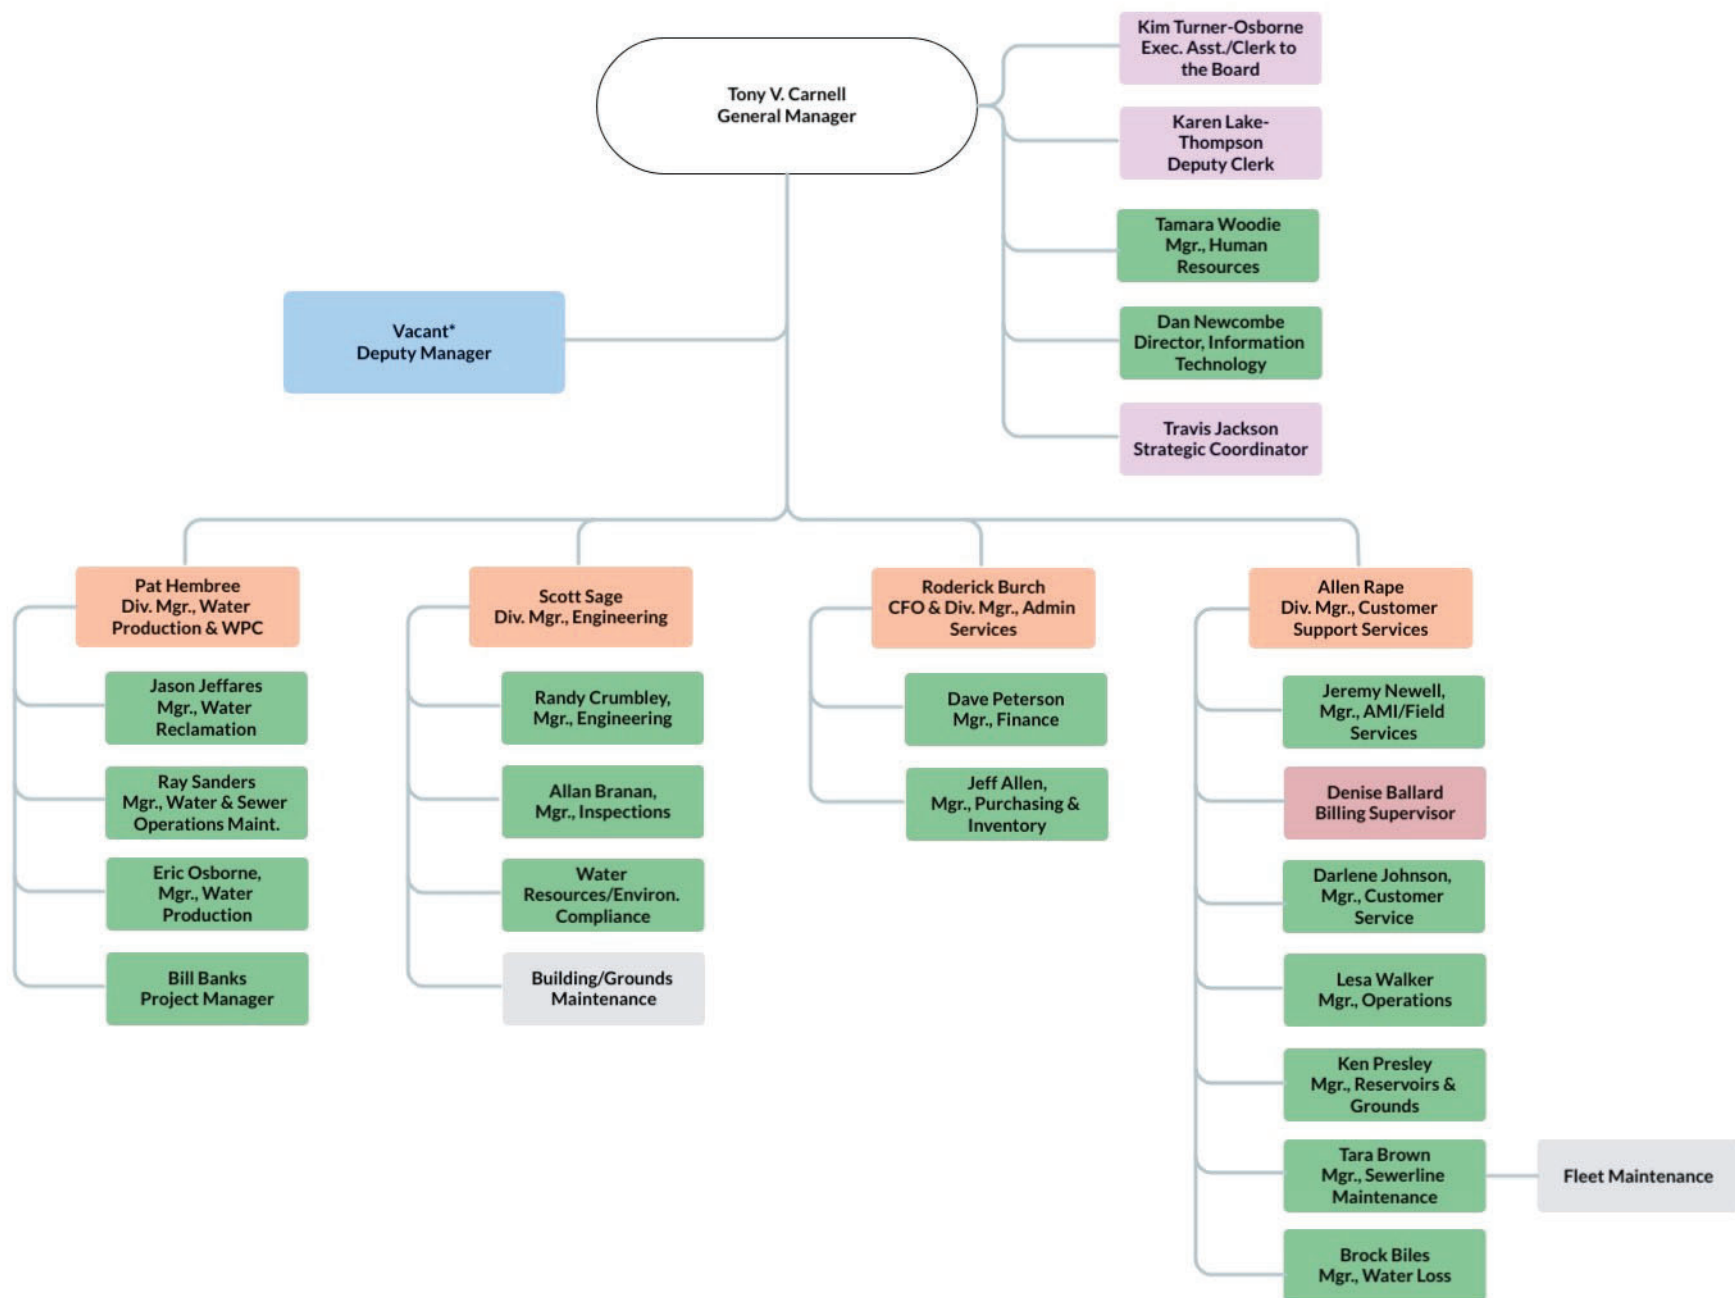 Tony V. Carnell
General Manager
Kim Turner-Osborne
Exec. Asst./Clerk to
the Board
Karen Lake-
Thompson
Deputy Clerk
Tamara Woodie
Mgr., Human
Resources
Dan Newcombe
Director, Information
Technology
Travis Jackson
Strategic Coordinator
Vacant*
Deputy Manager
Pat Hembree
Div. Mgr., Water
Production & WPC
Jason Jeffares
Mgr., Water
Reclamation
Ray Sanders
Mgr., Water & Sewer
Operations Maint.
Eric Osborne,
Mgr., Water
Production
Bill Banks
Project Manager
Scott Sage
Div. Mgr., Engineering
Randy Crumbley,
Mgr., Engineering
Allan Branan,
Mgr., Inspections
Water
Resources/Environ.
Compliance
Building/Grounds
Maintenance
Roderick Burch
CFO & Div. Mgr., Admin
Services
Dave Peterson
Mgr., Finance
Jeff Allen,
Mgr., Purchasing &
Inventory
Allen Rape
Div. Mgr., Customer
Support Services
Jeremy Newell,
Mgr., AMI/Field
Services
Denise Ballard
Billing Supervisor
Darlene Johnson,
Mgr., Customer
Service
Lesa Walker
Mgr., Operations
Ken Presley
Mgr., Reservoirs &
Grounds
Tara Brown
Mgr., Sewerline
Maintenance
Fleet Maintenance
Brock Biles
Mgr., Water Loss